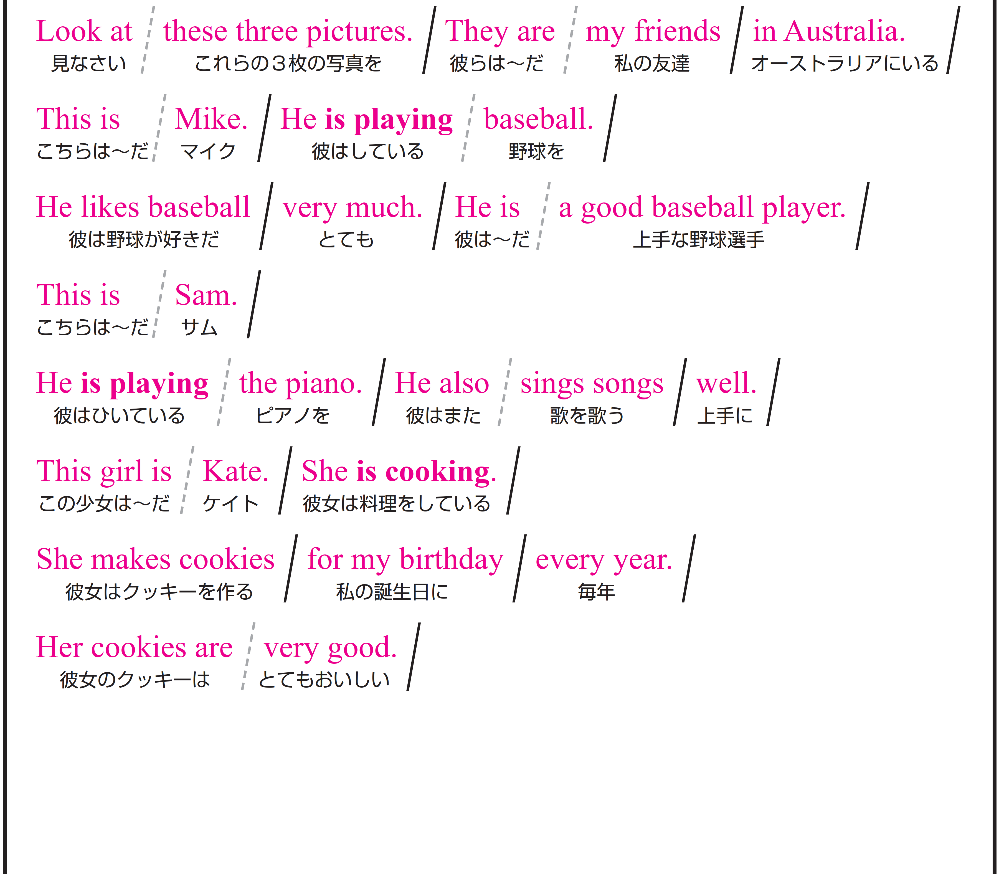 Look at these three pictures. They are my friends in Australia.
見なさい これらの3枚の写真を 彼らは〜だ 私の友達 オーストラリアにいる
This is Mike. He is playing baseball.
こちらは〜だ マイク 彼はしている 野球を
He likes baseball very much. He is a good baseball player.
彼は野球が好きだ とても 彼は〜だ 上手な野球選手
This is Sam.
こちらは〜だ サム
He is playing the piano. He also sings songs well.
彼はひいている ピアノを 彼はまた 歌を歌う 上手に
This girl is Kate. She is cooking.
この少女は〜だ ケイト 彼女は料理をしている
She makes cookies for my birthday every year.
彼女はクッキーを作る 私の誕生日に 毎年
Her cookies are very good.
彼女のクッキーは とてもおいしい